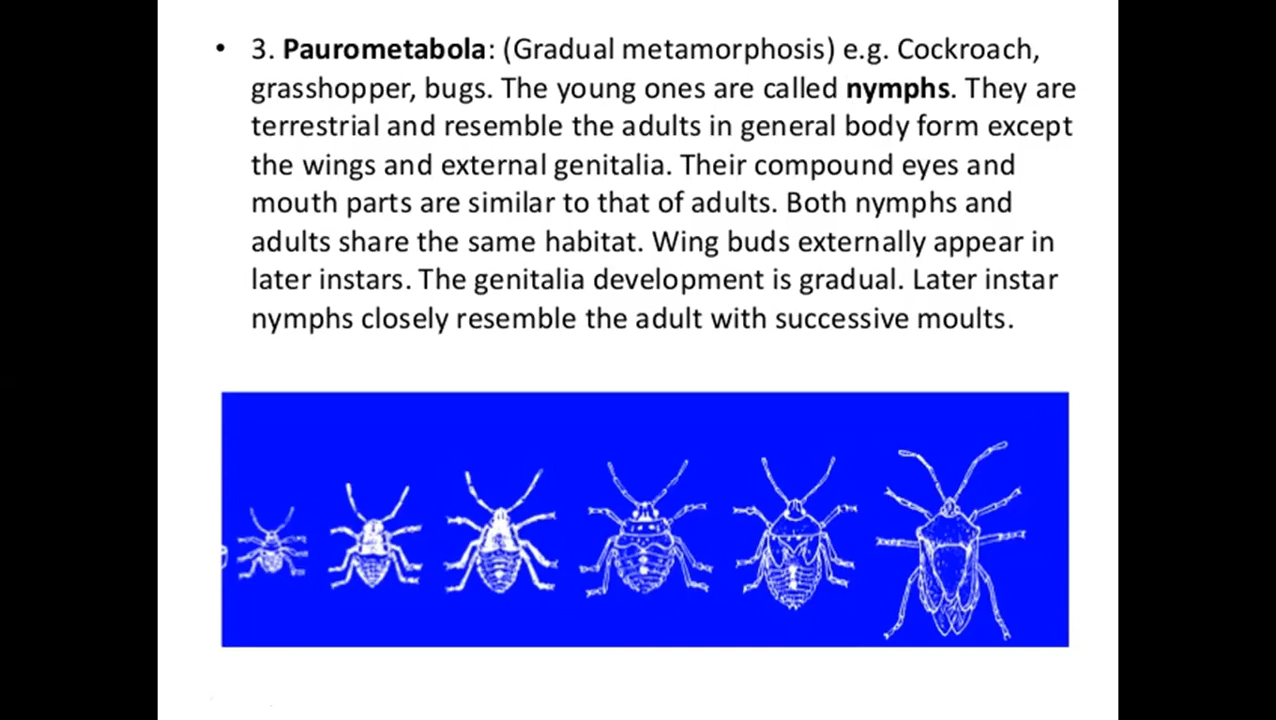 • 3. Paurometabola: (Gradual metamorphosis) e.g. Cockroach,
grasshopper, bugs. The young ones are called nymphs. They are
terrestrial and resemble the adults in general body form except
the wings and external genitalia. Their compound eyes and
mouth parts are similar to that of adults. Both nymphs and
adults share the same habitat. Wing buds externally appear in
later instars. The genitalia development is gradual. Later instar
nymphs closely resemble the adult with successive moults.